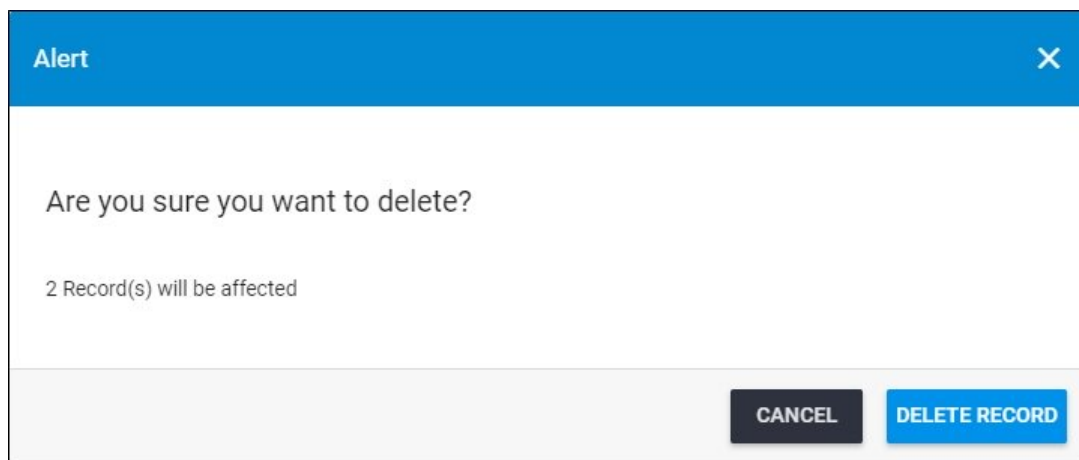 Alert
Are you sure you want to delete?
2 Record(s) will be affected
CANCEL DELETE RECORD